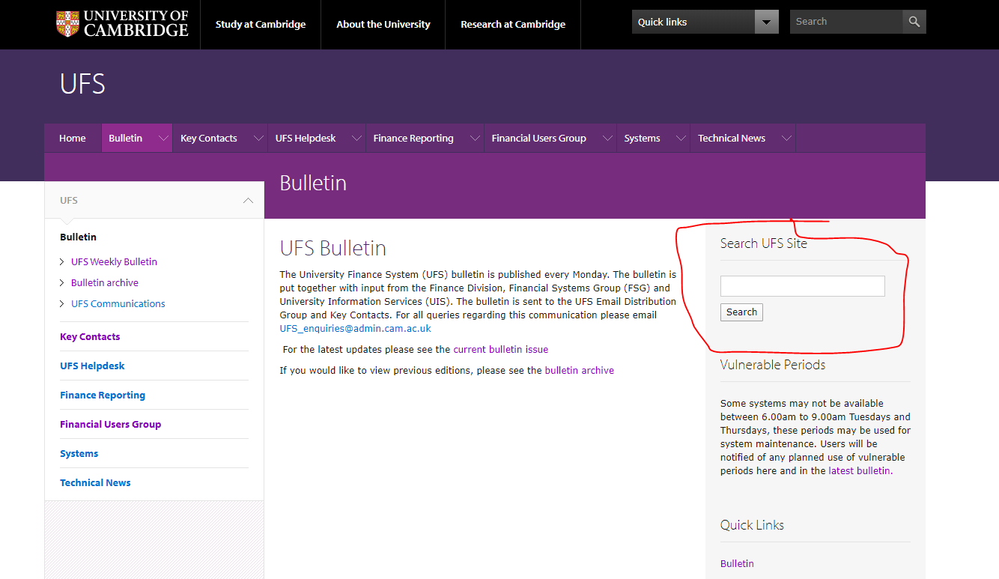 UNIVERSITY OF
CAMBRIDGE
Study at Cambridge
About the University
Research at Cambridge
Quick links
Search
UFS
Home
Bulletin
Key Contacts
UFS Helpdesk
Finance Reporting
Financial Users Group
Systems
Technical News
Bulletin
UFS
Bulletin
UFS Weekly Bulletin
Bulletin archive
UFS Communications
Key Contacts
UFS Helpdesk
Finance Reporting
Financial Users Group
Systems
Technical News
UFS Bulletin
The University Finance System (UFS) bulletin is published every Monday. The bulletin is
put together with input from the Finance Division, Financial Systems Group (FSG) and
University Information Services (UIS). The bulletin is sent to the UFS Email Distribution
Group and Key Contacts. For all queries regarding this communication please email
UFS_enquiries@admin.cam.ac.uk
For the latest updates please see the current bulletin issue
If you would like to view previous editions, please see the bulletin archive
Search UFS Site
Search
Vulnerable Periods
Some systems may not be available
between 6.00am to 9.00am Tuesdays and
Thursdays, these periods may be used for
system maintenance. Users will be
notified of any planned use of vulnerable
periods here and in the latest bulletin.
Quick Links
Bulletin